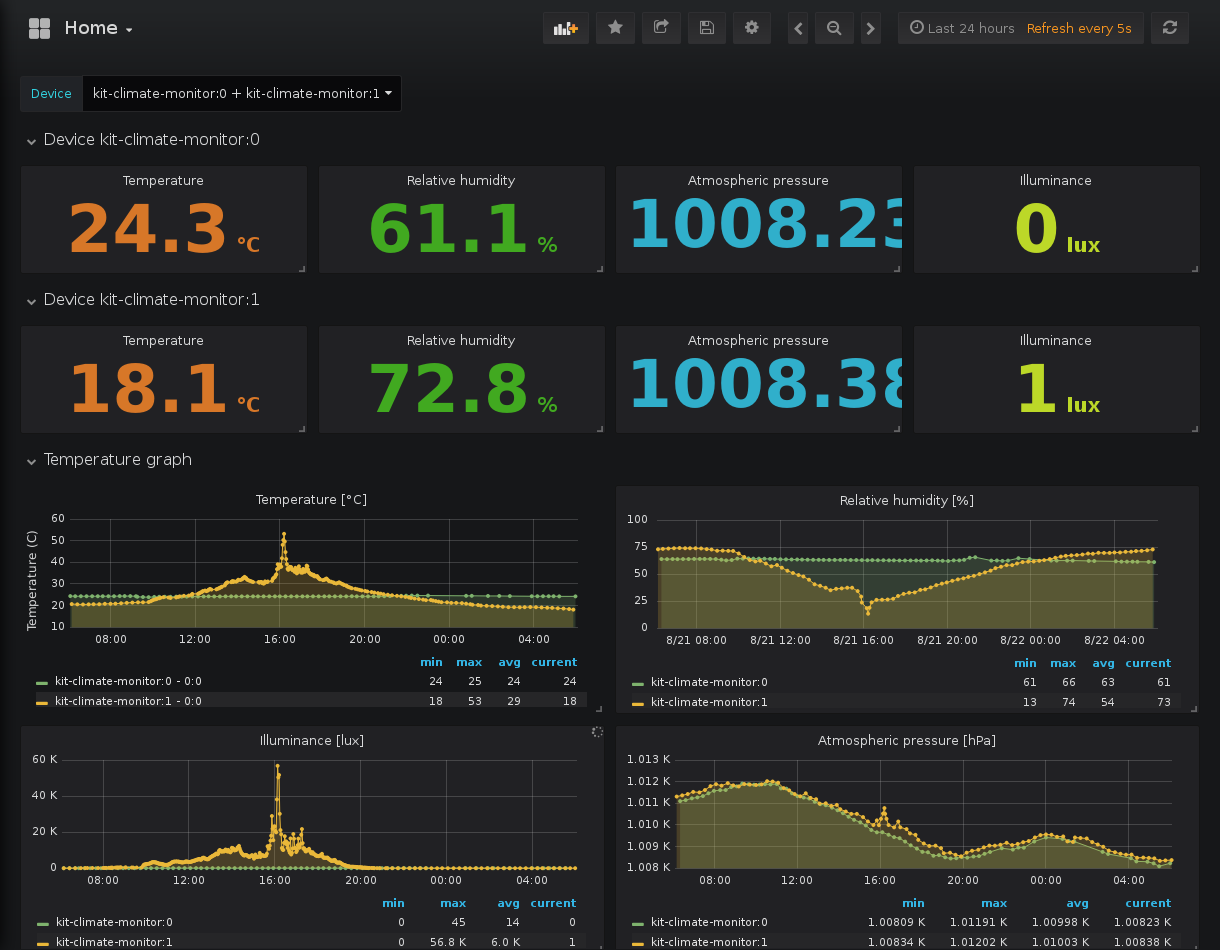 Home
Last 24 hours Refresh every 5s
Device kit-climate-monitor:0 + kit-climate-monitor:1
Device kit-climate-monitor:0
Temperature Relative humidity Atmospheric pressure Illuminance
24.3 °C 61.1 % 1008.23 0 lux
Device kit-climate-monitor:1
Temperature Relative humidity Atmospheric pressure Illuminance
18.1 °C 72.8 % 1008.38 1 lux
Temperature graph
Temperature [°C]
Temperature (C)
60
50
40
30
20
10
08:00 12:00 16:00 20:00 00:00 04:00
min max avg current
kit-climate-monitor:0 - 0:0 24 25 24 24
kit-climate-monitor:1 - 0:0 18 53 29 18
Relative humidity [%]
100
75
50
25
0
8/21 08:00 8/21 12:00 8/21 16:00 8/21 20:00 8/22 00:00 8/22 04:00
min max avg current
kit-climate-monitor:0 61 66 63 61
kit-climate-monitor:1 13 74 54 73
Illuminance [lux]
60 K
40 K
20 K
0
08:00 12:00 16:00 20:00 00:00 04:00
min max avg current
kit-climate-monitor:0 0 45 14 0
kit-climate-monitor:1 0 56.8 K 6.0 K 1
Atmospheric pressure [hPa]
1.013 K
1.012 K
1.011 K
1.010 K
1.009 K
1.008 K
08:00 12:00 16:00 20:00 00:00 04:00
min max avg current
kit-climate-monitor:0 1.00809 K 1.01191 K 1.00998 K 1.00823 K
kit-climate-monitor:1 1.00834 K 1.01202 K 1.01003 K 1.00838 K